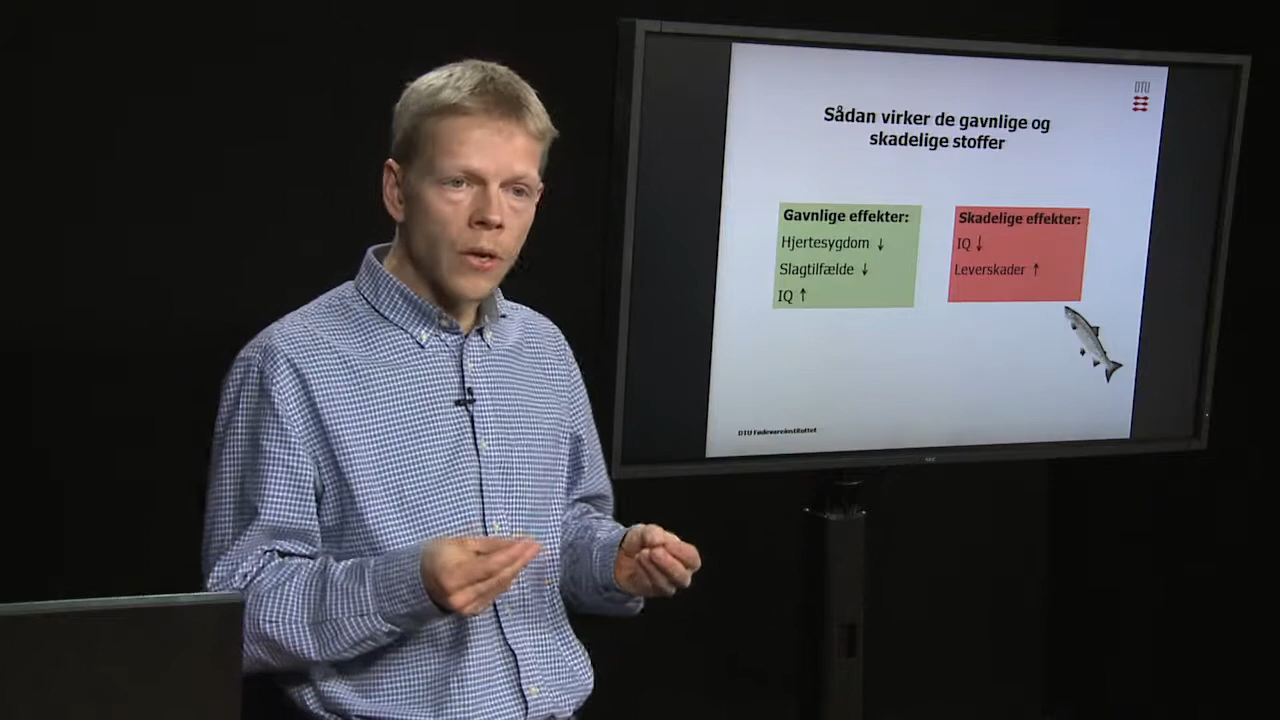 DTU
Sådan virker de gavnlige og
skadelige stoffer
Gavnlige effekter:
Hjertesygdom ↓
Slagtilfælde ↓
IQ ↑
Skadelige effekter:
IQ ↓
Leverskader ↑
DTU Fødevareinstituttet